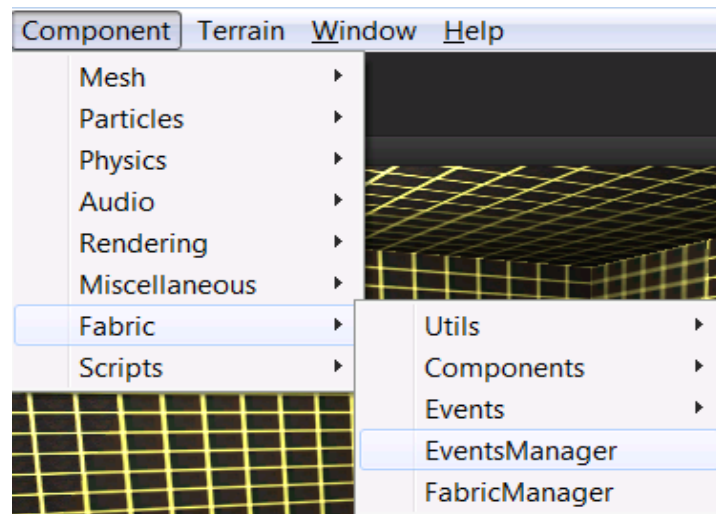 Component Terrain Window Help
Mesh
Particles
Physics
Audio
Rendering
Miscellaneous
Fabric
Scripts
Utils
Components
Events
EventsManager
FabricManager